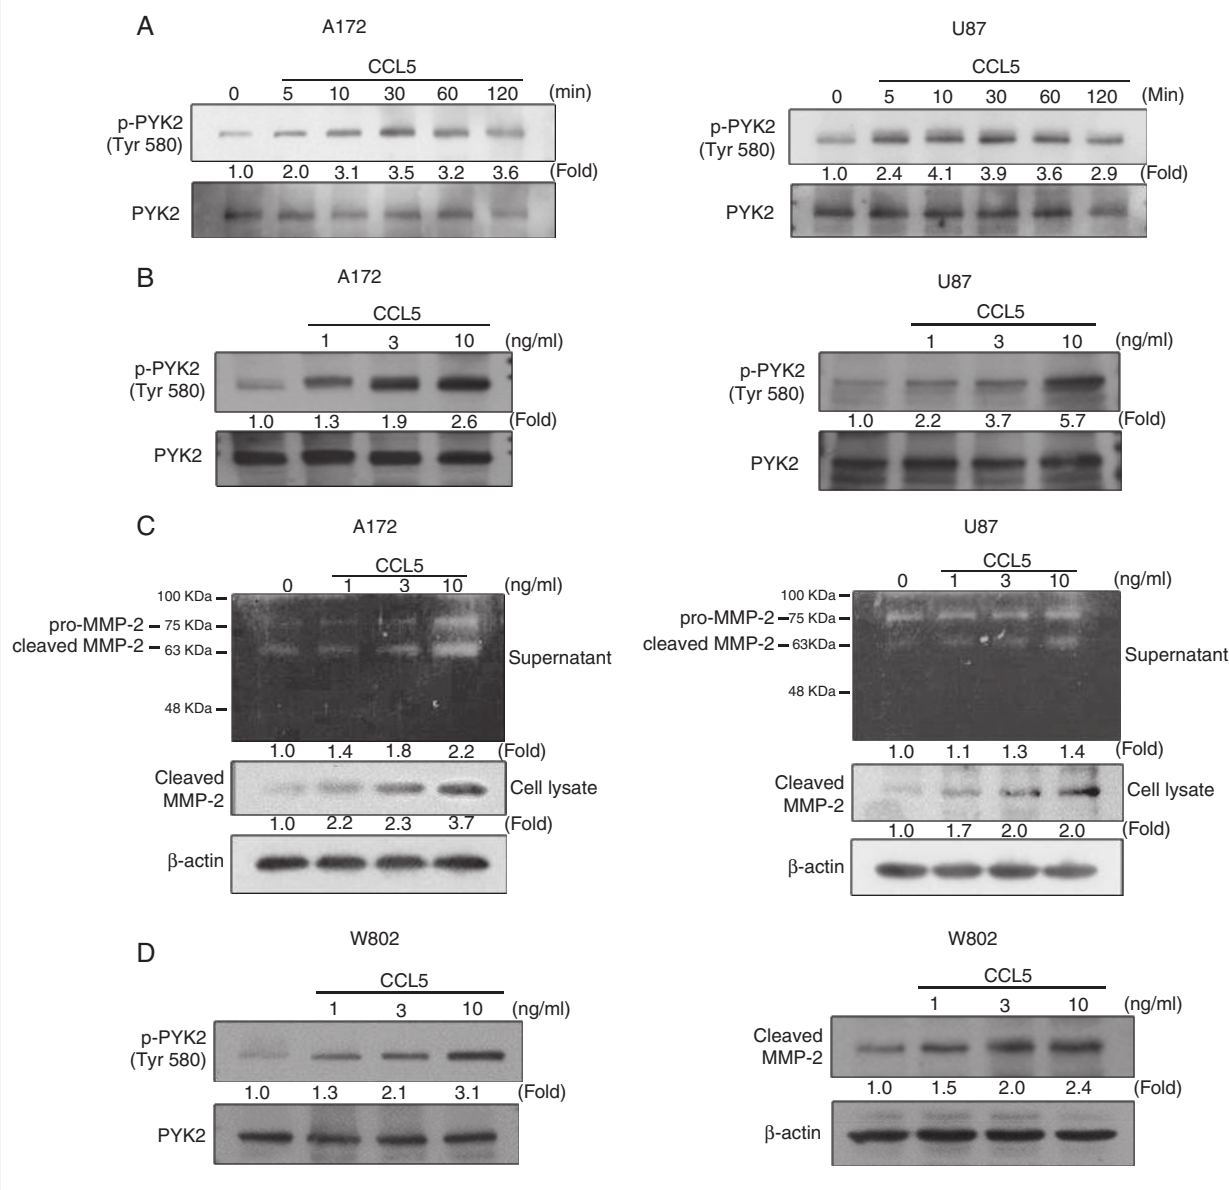 A
A172
CCL5
0 5 10 30 60 120 (min)
p-PYK2
(Tyr 580)
1.0 2.0 3.1 3.5 3.2 3.6 (Fold)
PYK2
U87
CCL5
0 5 10 30 60 120 (Min)
p-PYK2
(Tyr 580)
1.0 2.4 4.1 3.9 3.6 2.9 (Fold)
PYK2
B
A172
CCL5
1 3 10 (ng/ml)
p-PYK2
(Tyr 580)
1.0 1.3 1.9 2.6 (Fold)
PYK2
U87
CCL5
1 3 10 (ng/ml)
p-PYK2
(Tyr 580)
1.0 2.2 3.7 5.7 (Fold)
PYK2
C
A172
CCL5
0 1 3 10 (ng/ml)
100 KDa
pro-MMP-2 75 KDa
cleaved MMP-2 63 KDa
Supernatant
48 KDa
1.0 1.4 1.8 2.2 (Fold)
Cleaved
MMP-2
Cell lysate
1.0 2.2 2.3 3.7 (Fold)
β-actin
U87
CCL5
0 1 3 10 (ng/ml)
100 KDa
pro-MMP-2 75 KDa
cleaved MMP-2 63KDa
Supernatant
48 KDa
1.0 1.1 1.3 1.4 (Fold)
Cleaved
MMP-2
Cell lysate
1.0 1.7 2.0 2.0 (Fold)
β-actin
D
W802
CCL5
1 3 10 (ng/ml)
p-PYK2
(Tyr 580)
1.0 1.3 2.1 3.1 (Fold)
PYK2
W802
CCL5
1 3 10 (ng/ml)
Cleaved
MMP-2
1.0 1.5 2.0 2.4 (Fold)
β-actin